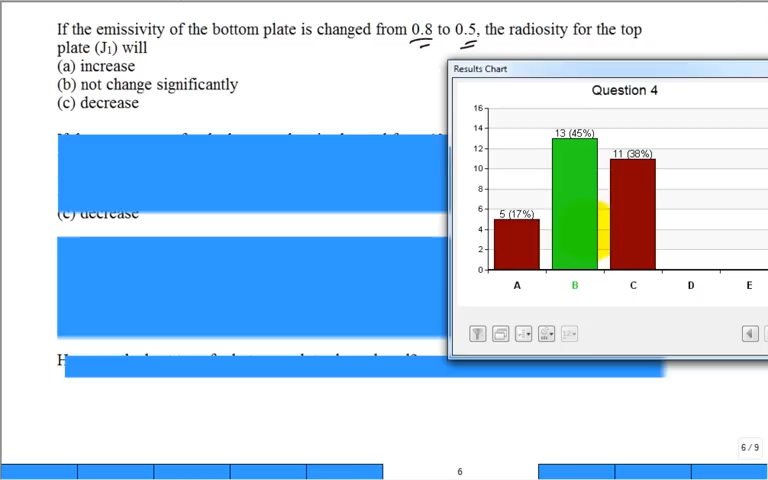 If the emissivity of the bottom plate is changed from 0.8 to 0.5, the radiosity for the top
plate (J₁) will
(a) increase
(b) not change significantly
(c) decrease
(c) decrease
Results Chart
Question 4
16
14
12
10
8
6
4
2
0
5 (17%)
13 (45%)
11 (38%)
A B C D E
6 / 9
6